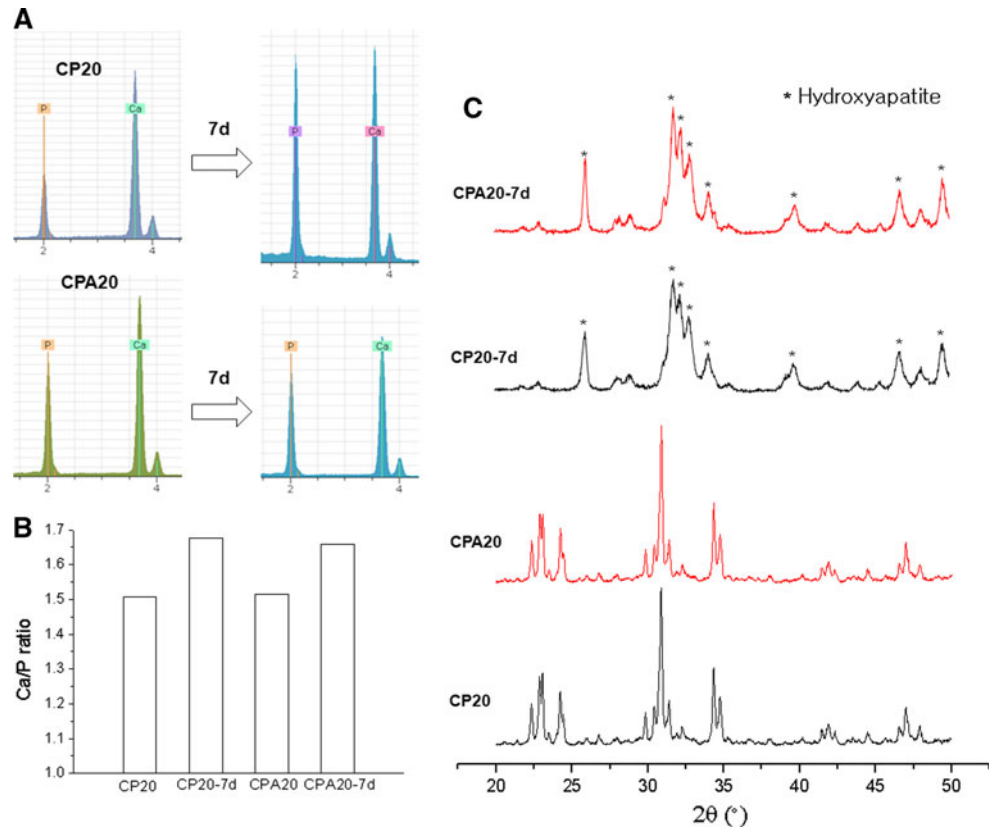 A
CP20
P
Ca
2
4
7d
P
Ca
2
4
CPA20
P
Ca
2
4
7d
P
Ca
2
4
B
Ca/P ratio
1.7
1.6
1.5
1.4
1.3
1.2
1.1
1.0
CP20
CP20-7d
CPA20
CPA20-7d
C
* Hydroxyapatite
CPA20-7d
* * * * * * * *
CP20-7d
* * * * * * * *
CPA20
CP20
20 25 30 35 40 45 50
2θ (°)